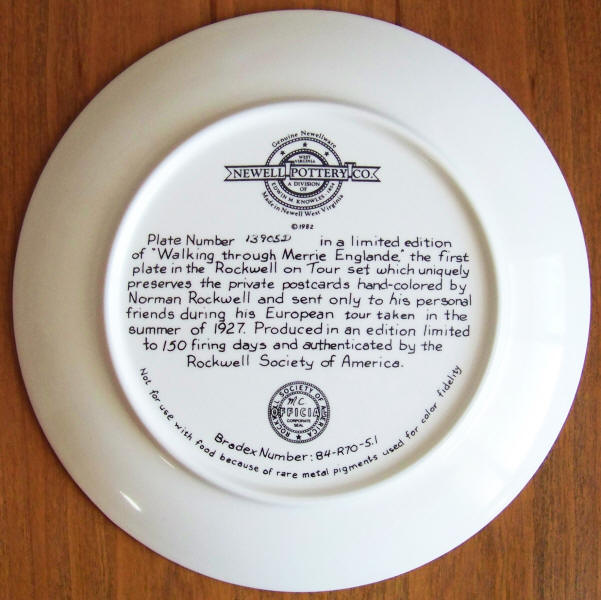 Genuine Newellware
WEST
VIRGINIA
NEWELL POTTERY CO.
A DIVISION
OF
EDWIN M. KNOWLES 1854
Made in Newell West Virginia
©1982
Plate Number 13905D in a limited edition
of "Walking through Merrie Englande," the first
plate in the Rockwell on Tour set which uniquely
preserves the private postcards hand-colored by
Norman Rockwell and sent only to his personal
friends during his European tour taken in the
summer of 1927. Produced in an edition limited
to 150 firing days and authenticated by the
Rockwell Society of America.
ROCKWELL SOCIETY OF AMERICA
M.C.
OFFICIAL
CORPORATE
SEAL
Bradex Number: 84-R70-5.1
Not for use with food because of rare metal pigments used for color fidelity